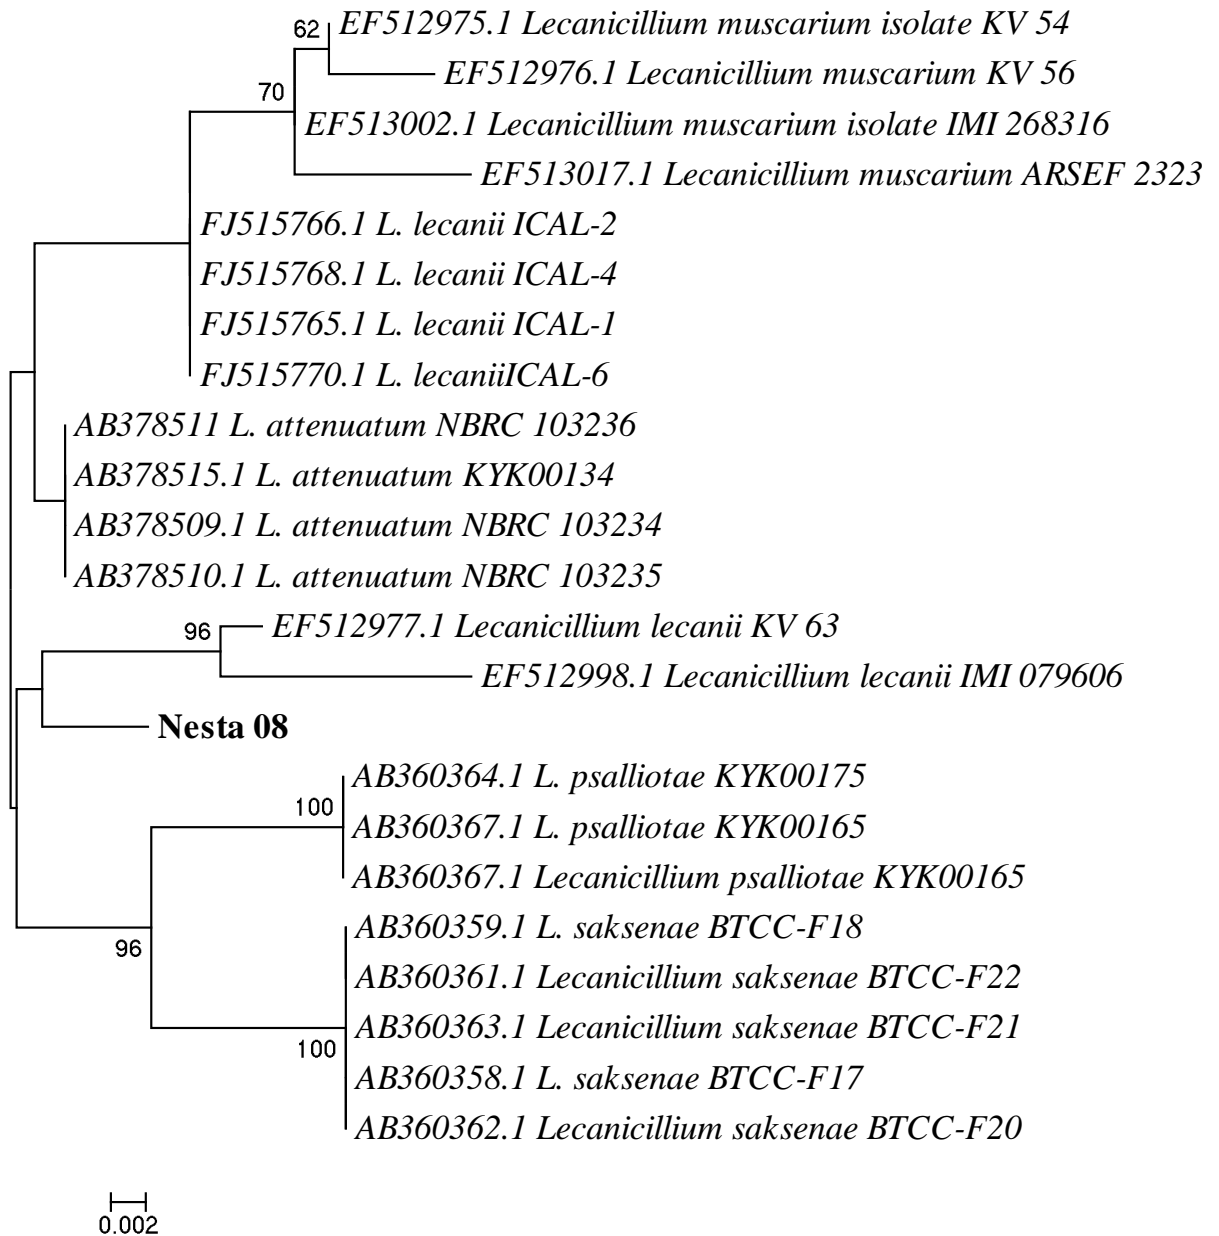 62
EF512975.1 Lecanicillium muscarium isolate KV 54
EF512976.1 Lecanicillium muscarium KV 56
70
EF513002.1 Lecanicillium muscarium isolate IMI 268316
EF513017.1 Lecanicillium muscarium ARSEF 2323
FJ515766.1 L. lecanii ICAL-2
FJ515768.1 L. lecanii ICAL-4
FJ515765.1 L. lecanii ICAL-1
FJ515770.1 L. lecaniiICAL-6
AB378511 L. attenuatum NBRC 103236
AB378515.1 L. attenuatum KYK00134
AB378509.1 L. attenuatum NBRC 103234
AB378510.1 L. attenuatum NBRC 103235
96
EF512977.1 Lecanicillium lecanii KV 63
EF512998.1 Lecanicillium lecanii IMI 079606
Nesta 08
AB360364.1 L. psalliotae KYK00175
100
AB360367.1 L. psalliotae KYK00165
AB360367.1 Lecanicillium psalliotae KYK00165
AB360359.1 L. saksenae BTCC-F18
96
AB360361.1 Lecanicillium saksenae BTCC-F22
AB360363.1 Lecanicillium saksenae BTCC-F21
100
AB360358.1 L. saksenae BTCC-F17
AB360362.1 Lecanicillium saksenae BTCC-F20
0.002